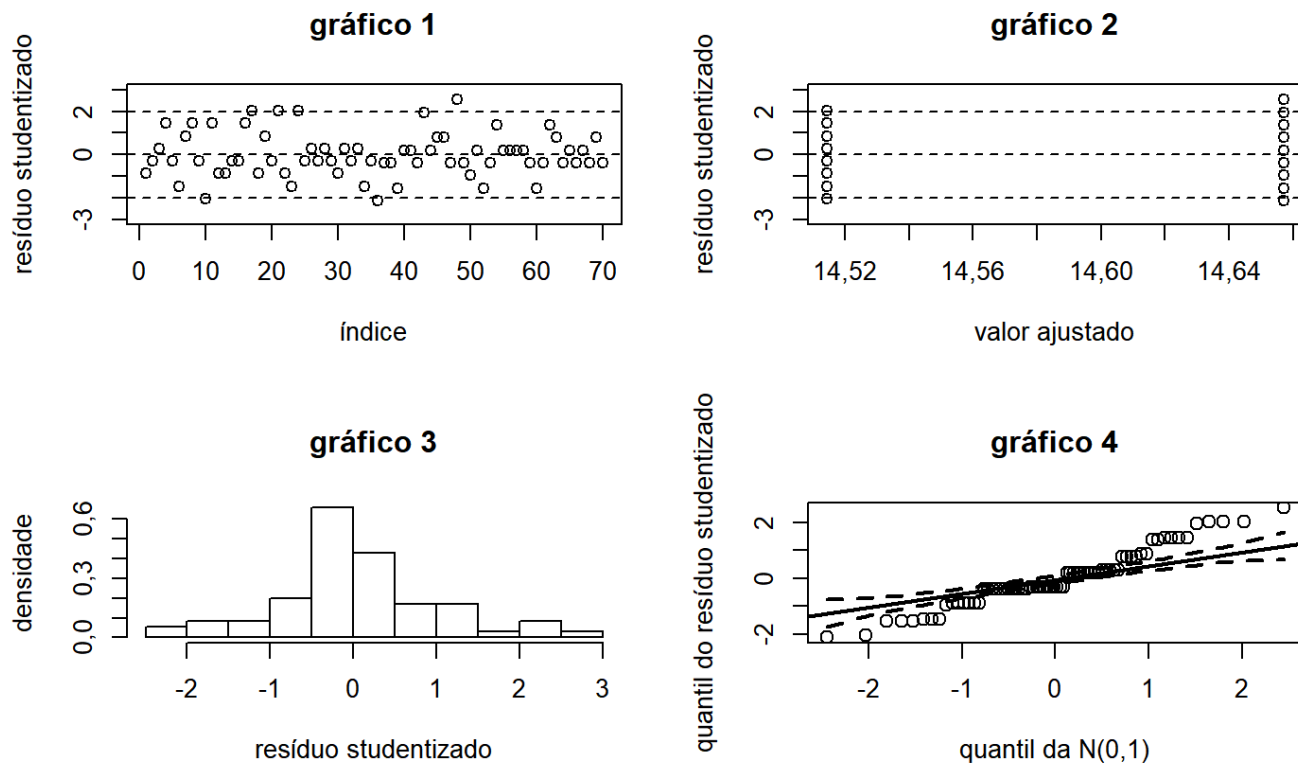 gráfico 1
resíduo studentizado
2
0
-3
0 10 20 30 40 50 60 70
índice
gráfico 2
resíduo studentizado
2
0
-3
14,52 14,56 14,60 14,64
valor ajustado
gráfico 3
densidade
0,6
0,3
0,0
-2 -1 0 1 2 3
resíduo studentizado
gráfico 4
quantil do resíduo studentizado
2
0
-2
-2 -1 0 1 2
quantil da N(0,1)